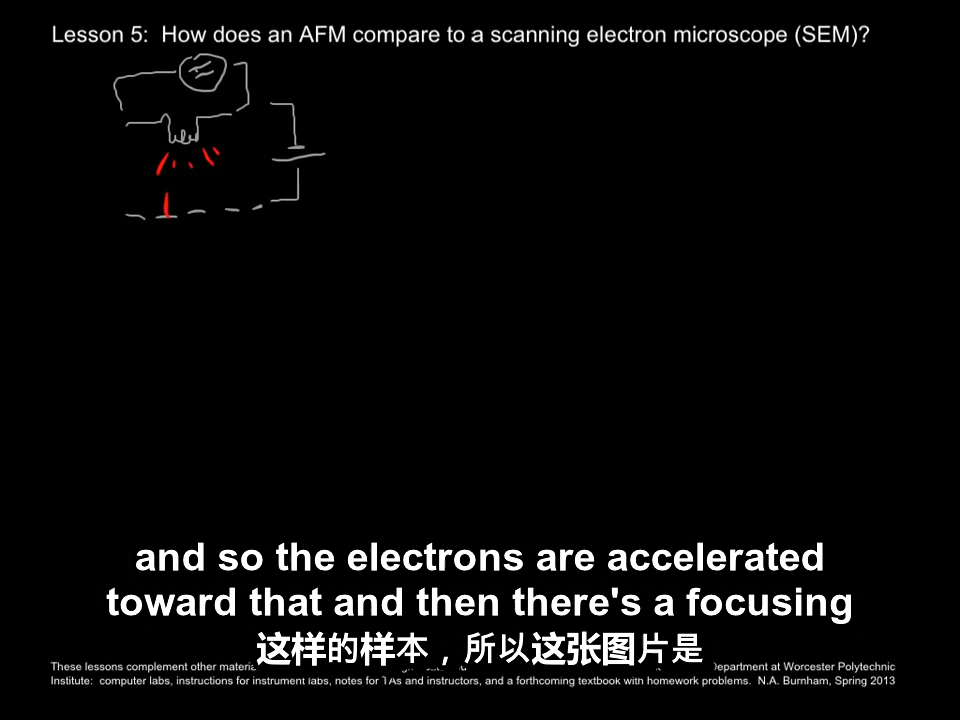 Lesson 5: How does an AFM compare to a scanning electron microscope (SEM)?
and so the electrons are accelerated
toward that and then there's a focusing
这样的样本，所以这张图片是
These lessons complement other material Department at Worcester Polytechnic
Institute: computer labs, instructions for instrument labs, notes for TAs and instructors, and a forthcoming textbook with homework problems. N.A. Burnham, Spring 2013